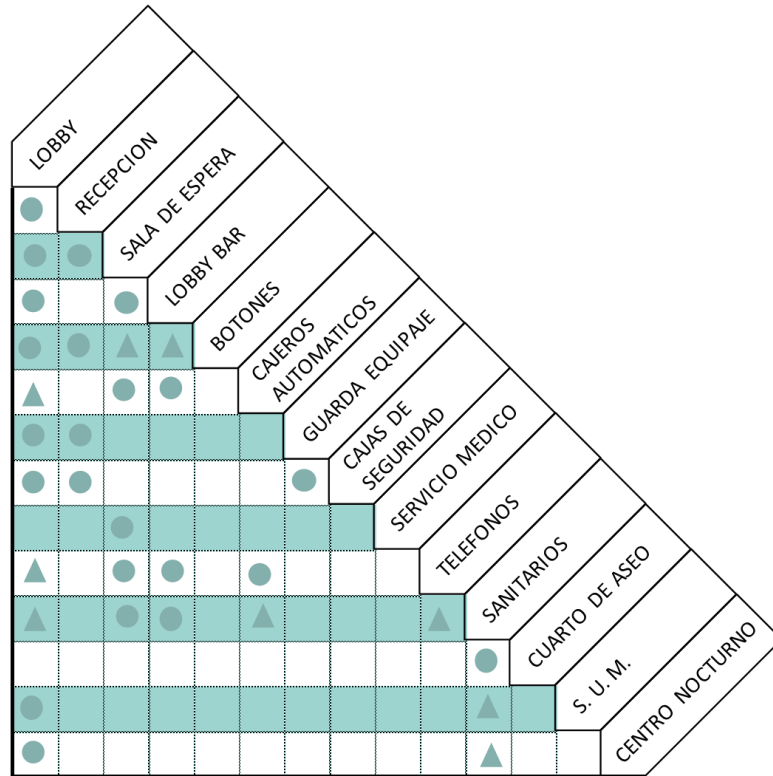 LOBBY
RECEPCION
SALA DE ESPERA
LOBBY BAR
BOTONES
CAJEROS
AUTOMATICOS
GUARDA EQUIPAJE
CAJAS DE
SEGURIDAD
SERVICIO MEDICO
TELEFONOS
SANITARIOS
CUARTO DE ASEO
S. U. M.
CENTRO NOCTURNO